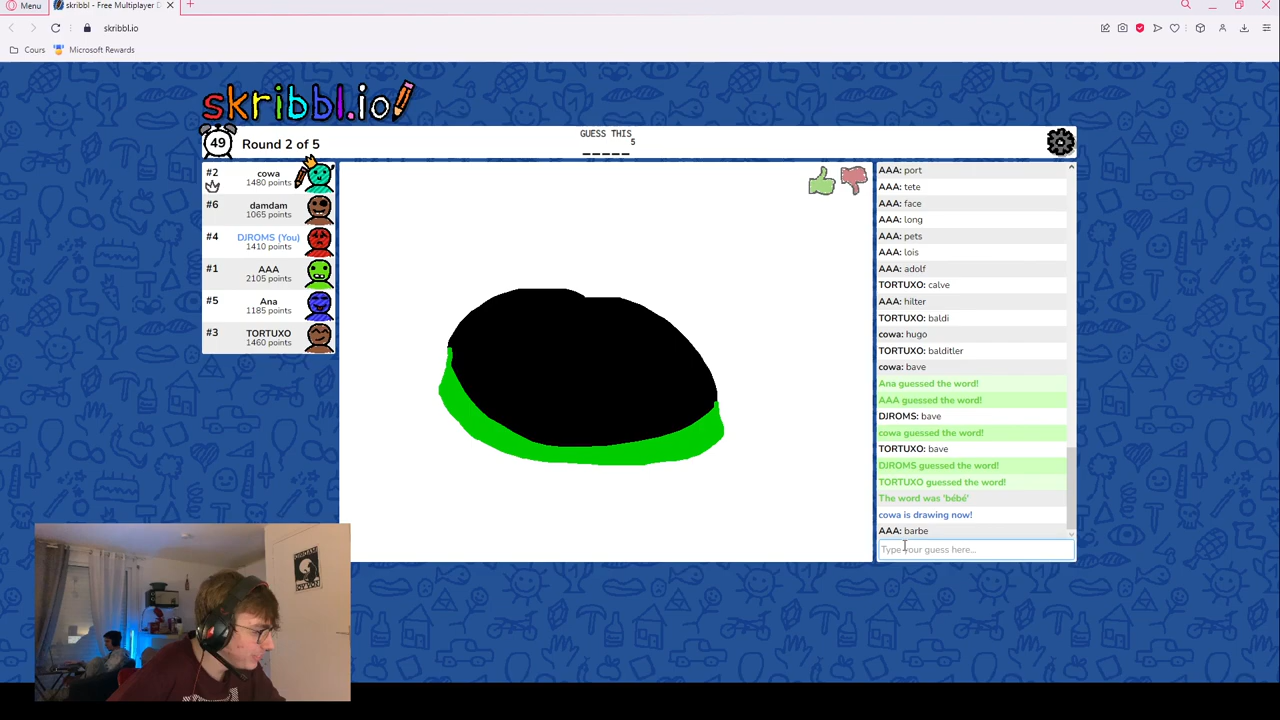 Menu
skribbl - Free Multiplayer D
skribbl.io
Cours
Microsoft Rewards
skribbl.io
49
Round 2 of 5
GUESS THIS
_____ 5
#2 cowa
1480 points
#6 damdam
1065 points
#4 DJROMS (You)
1410 points
#1 AAA
2105 points
#5 Ana
1185 points
#3 TORTUXO
1460 points
AAA: port
AAA: tete
AAA: face
AAA: long
AAA: pets
AAA: lois
AAA: adolf
TORTUXO: calve
AAA: hilter
TORTUXO: baldi
cowa: hugo
TORTUXO: balditler
cowa: bave
Ana guessed the word!
AAA guessed the word!
DJROMS: bave
cowa guessed the word!
TORTUXO: bave
DJROMS guessed the word!
TORTUXO guessed the word!
The word was 'bébé'
cowa is drawing now!
AAA: barbe
Type your guess here...